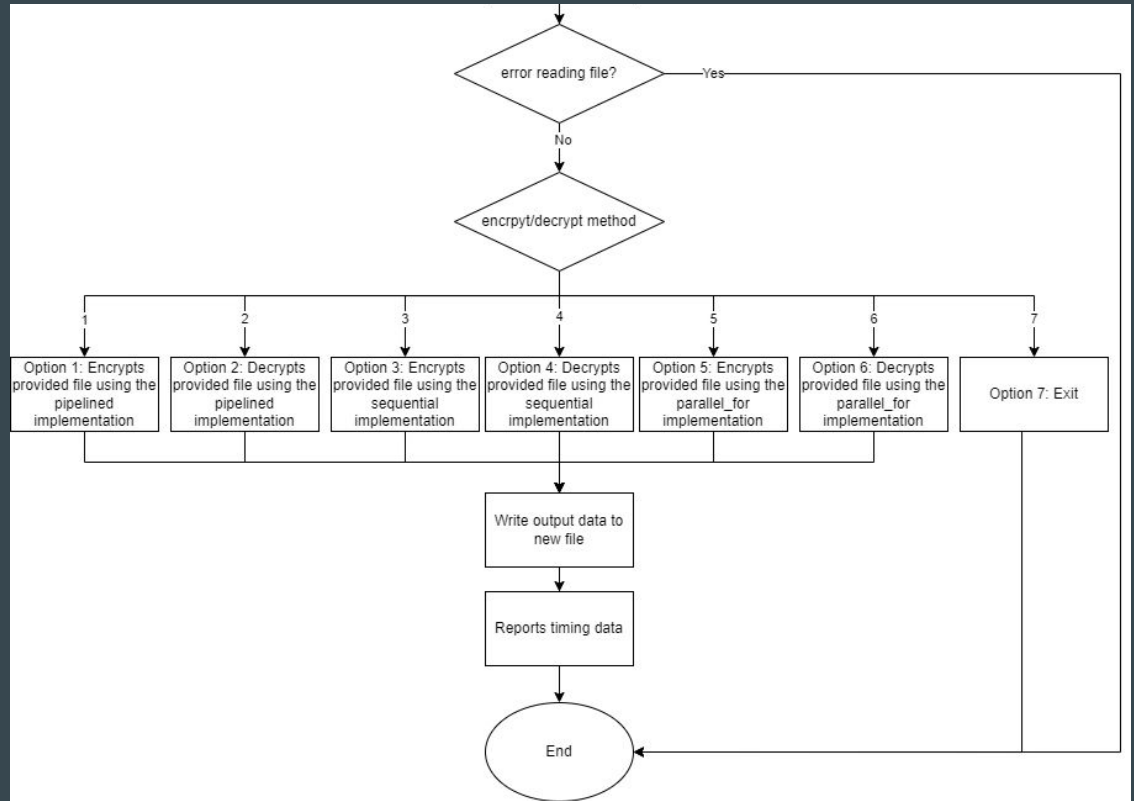 error reading file?
Yes
No
encrpyt/decrypt method
1
2
3
4
5
6
7
Option 1: Encrypts
provided file using the
pipelined
implementation
Option 2: Decrypts
provided file using the
pipelined
implementation
Option 3: Encrypts
provided file using the
sequential
implementation
Option 4: Decrypts
provided file using the
sequential
implementation
Option 5: Encrypts
provided file using the
parallel_for
implementation
Option 6: Decrypts
provided file using the
parallel_for
implementation
Option 7: Exit
Write output data to
new file
Reports timing data
End